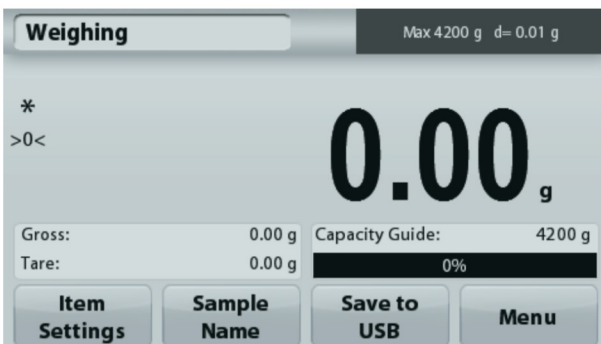 Weighing
Max 4200 g d= 0.01 g
*
>0<
0.00 g
Gross: 0.00 g
Tare: 0.00 g
Capacity Guide: 4200 g
0%
Item
Settings
Sample
Name
Save to
USB
Menu